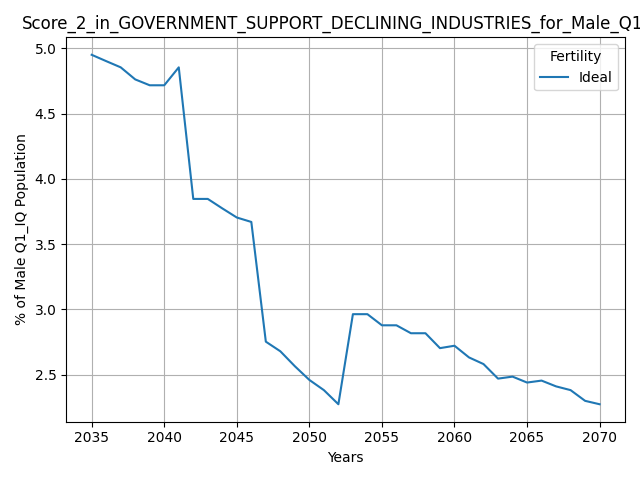 Score_2_in_GOVERNMENT_SUPPORT_DECLINING_INDUSTRIES_for_Male_Q1
Fertility
Ideal
5.0
4.5
4.0
3.5
3.0
2.5
% of Male Q1_IQ Population
2035 2040 2045 2050 2055 2060 2065 2070
Years